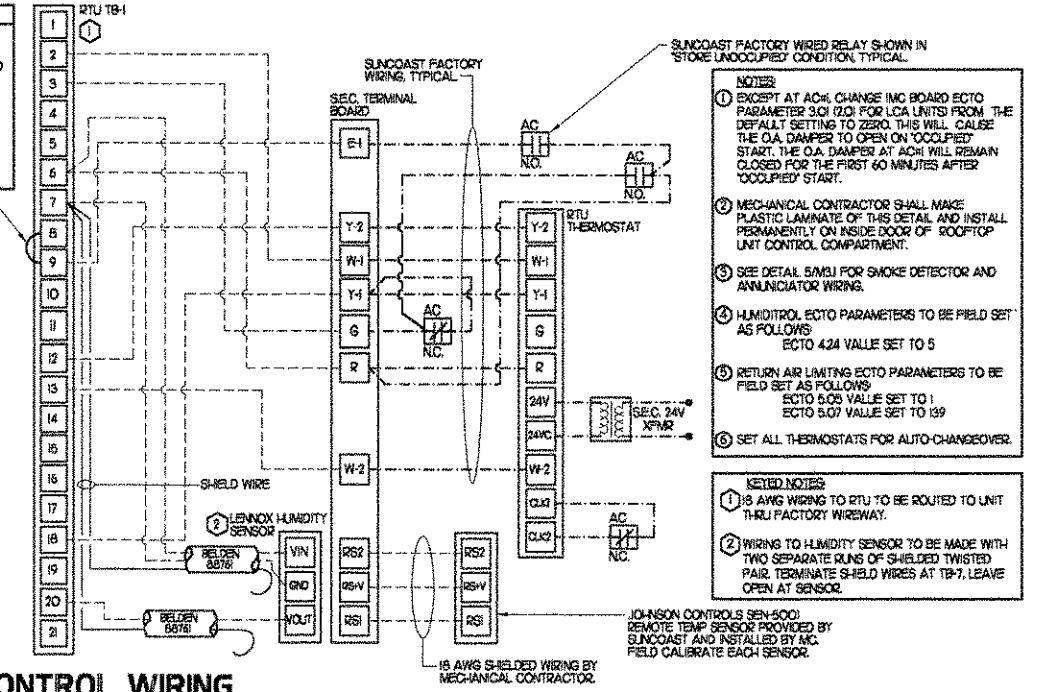 RTU TB-1
1
1
2
3
4
5
6
7
8
9
10
11
12
13
14
15
16
17
18
19
20
21
SUNCOAST FACTORY
WIRING, TYPICAL
SUNCOAST FACTORY WIRED RELAY SHOWN IN
"STORE UNOCCUPIED" CONDITION, TYPICAL.
S.E.C. TERMINAL
BOARD
E-1
Y-2
W-1
Y-1
G
R
W-2
RS2
RS+V
RS1
AC
N.O.
AC
N.O.
AC
N.C.
RTU
THERMOSTAT
Y-2
W-1
Y-1
G
R
24V
24VC
W-2
CLK1
CLK2
S.E.C. 24V
XFMR
AC
N.C.
SHIELD WIRE
2
LENNOX HUMIDITY
SENSOR
BELDEN
88761
BELDEN
88761
VIN
GND
VOUT
RS2
RS+V
RS1
JOHNSON CONTROLS SEN-500-1
REMOTE TEMP SENSOR PROVIDED BY
SUNCOAST AND INSTALLED BY MC.
FIELD CALIBRATE EACH SENSOR.
18 AWG SHIELDED WIRING BY
MECHANICAL CONTRACTOR.
NOTES:
1 EXCEPT AT AC#1, CHANGE IMC BOARD ECTO
PARAMETER 3.01 (2.01 FOR LCA UNITS) FROM THE
DEFAULT SETTING TO ZERO. THIS WILL CAUSE
THE O.A. DAMPER TO OPEN ON "OCCUPIED"
START. THE O.A. DAMPER AT AC#1 WILL REMAIN
CLOSED FOR THE FIRST 60 MINUTES AFTER
"OCCUPIED" START.
2 MECHANICAL CONTRACTOR SHALL MAKE
PLASTIC LAMINATE OF THIS DETAIL AND INSTALL
PERMANENTLY ON INSIDE DOOR OF ROOFTOP
UNIT CONTROL COMPARTMENT.
3 SEE DETAIL 5/M3.1 FOR SMOKE DETECTOR AND
ANNUNCIATOR WIRING.
4 HUMIDITROL ECTO PARAMETERS TO BE FIELD SET
AS FOLLOWS:
ECTO 4.24 VALUE SET TO 5
5 RETURN AIR LIMITING ECTO PARAMETERS TO BE
FIELD SET AS FOLLOWS:
ECTO 5.05 VALUE SET TO 1
ECTO 5.07 VALUE SET TO 139
6 SET ALL THERMOSTATS FOR AUTO-CHANGEOVER.
KEYED NOTES:
1 18 AWG WIRING TO RTU TO BE ROUTED TO UNIT
THRU FACTORY WIREWAY.
2 WIRING TO HUMIDITY SENSOR TO BE MADE WITH
TWO SEPARATE RUNS OF SHIELDED TWISTED
PAIR. TERMINATE SHIELD WIRES AT TB-7, LEAVE
OPEN AT SENSOR.
CONTROL WIRING